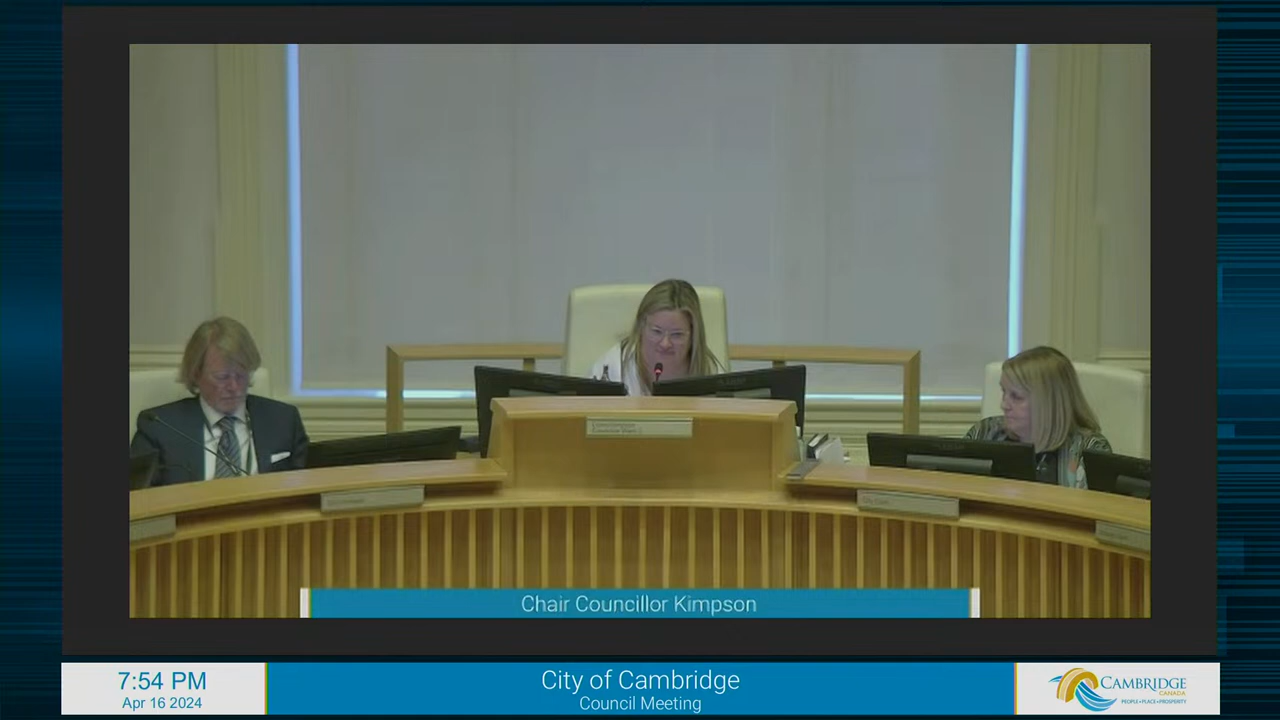 Chair Councillor Kimpson
7:54 PM
Apr 16 2024
City of Cambridge
Council Meeting
CAMBRIDGE
CANADA
PEOPLE • PLACE • PROSPERITY